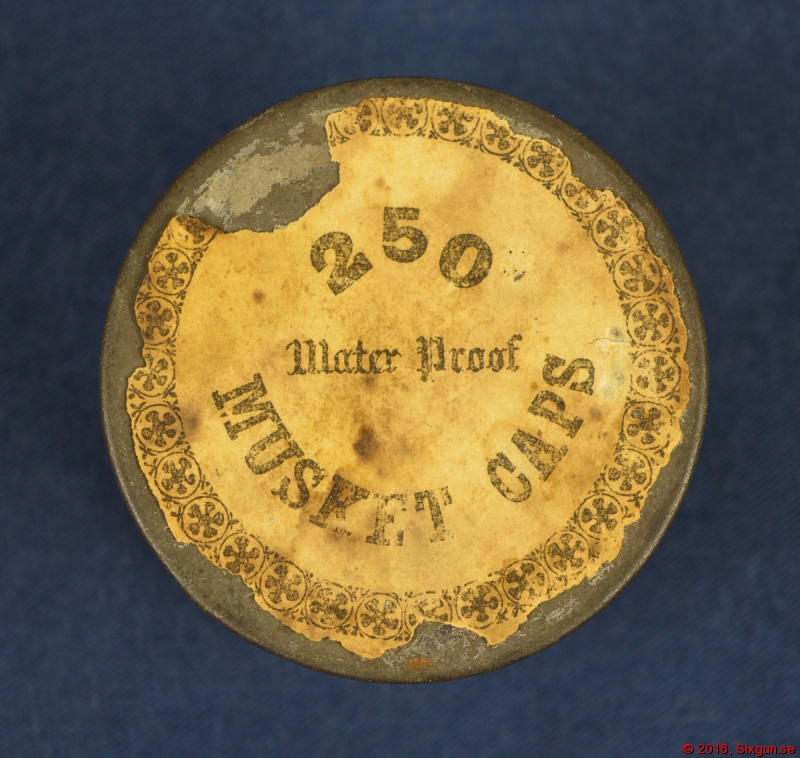 250
Water Proof
MUSKET CAPS
© 2018, Sixgun.se